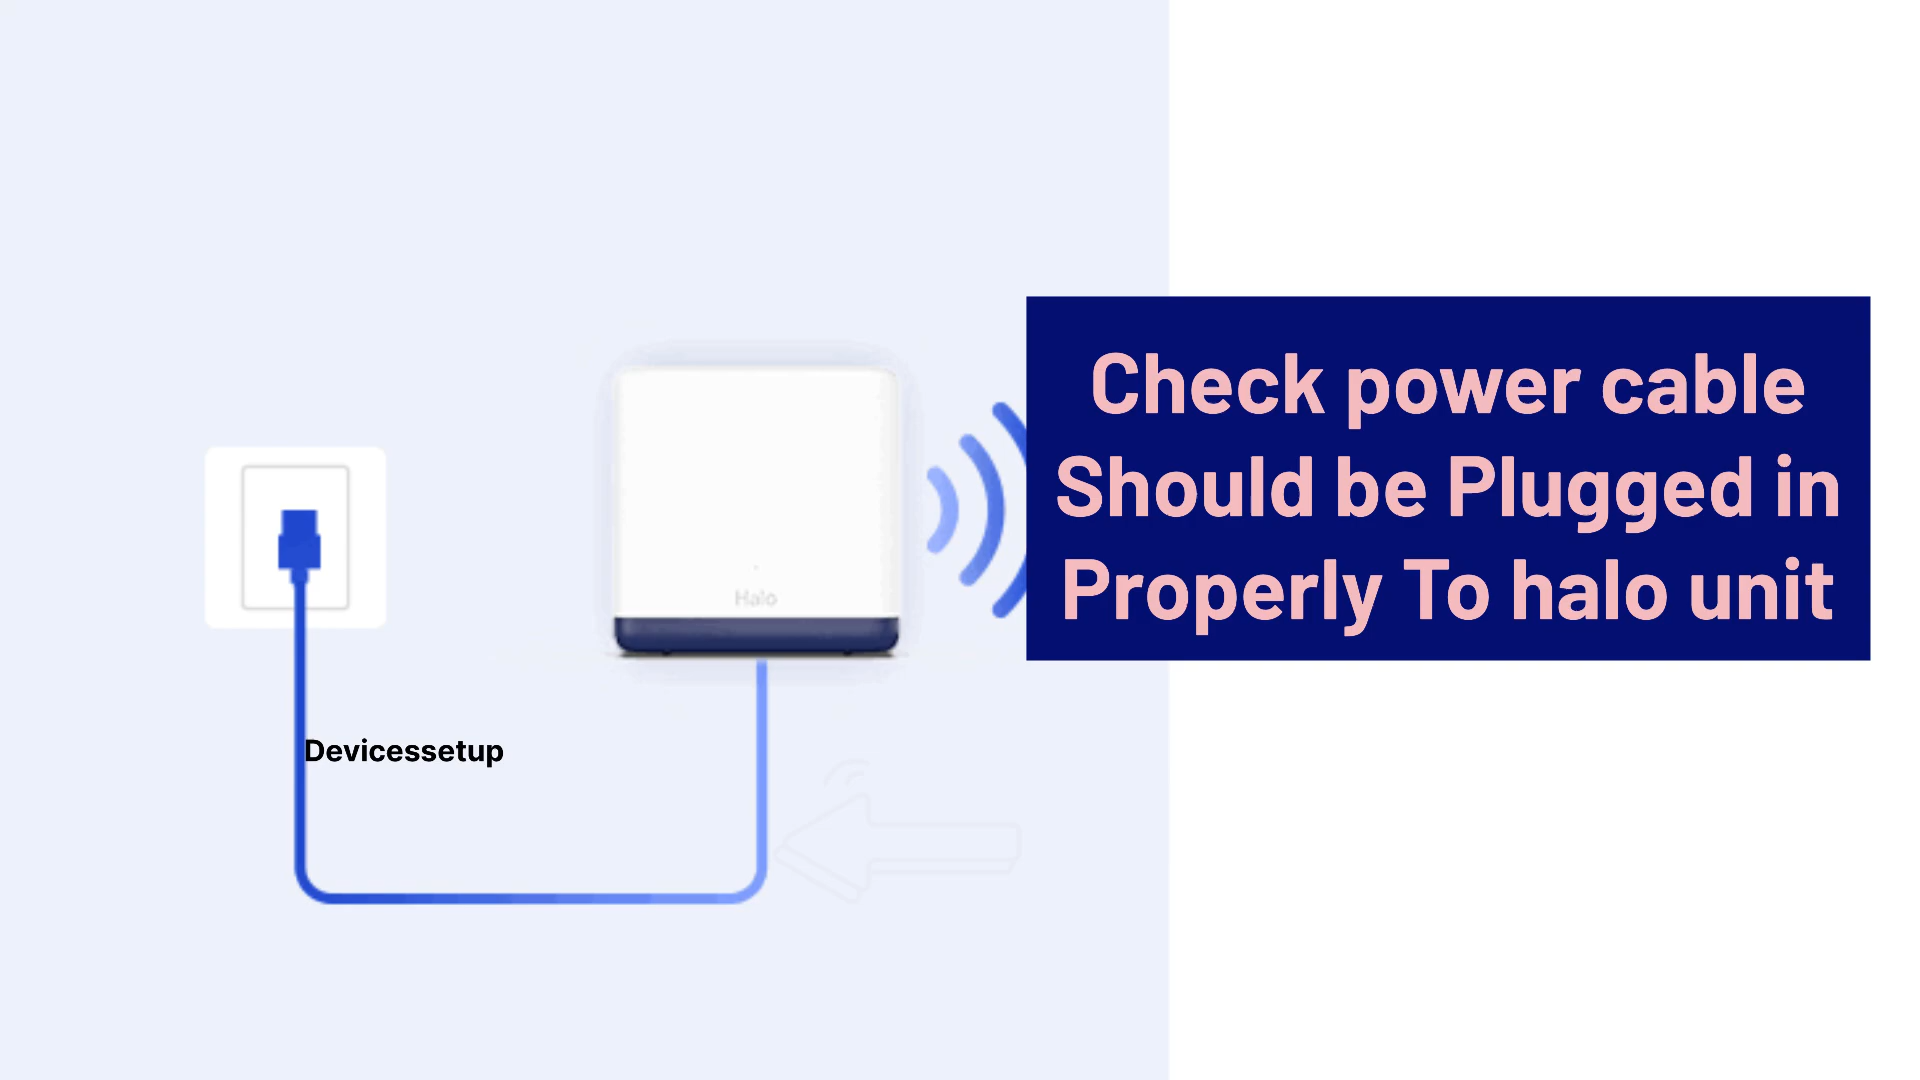 Check power cable
Should be Plugged in
Properly To halo unit
Halo
Devicessetup